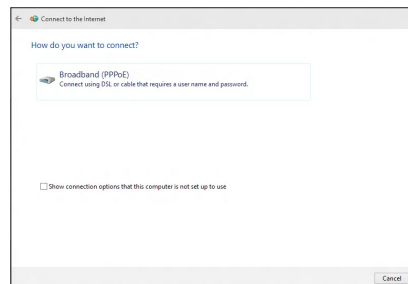 Connect to the Internet
How do you want to connect?
Broadband (PPPoE)
Connect using DSL or cable that requires a user name and password.
Show connection options that this computer is not set up to use
Cancel